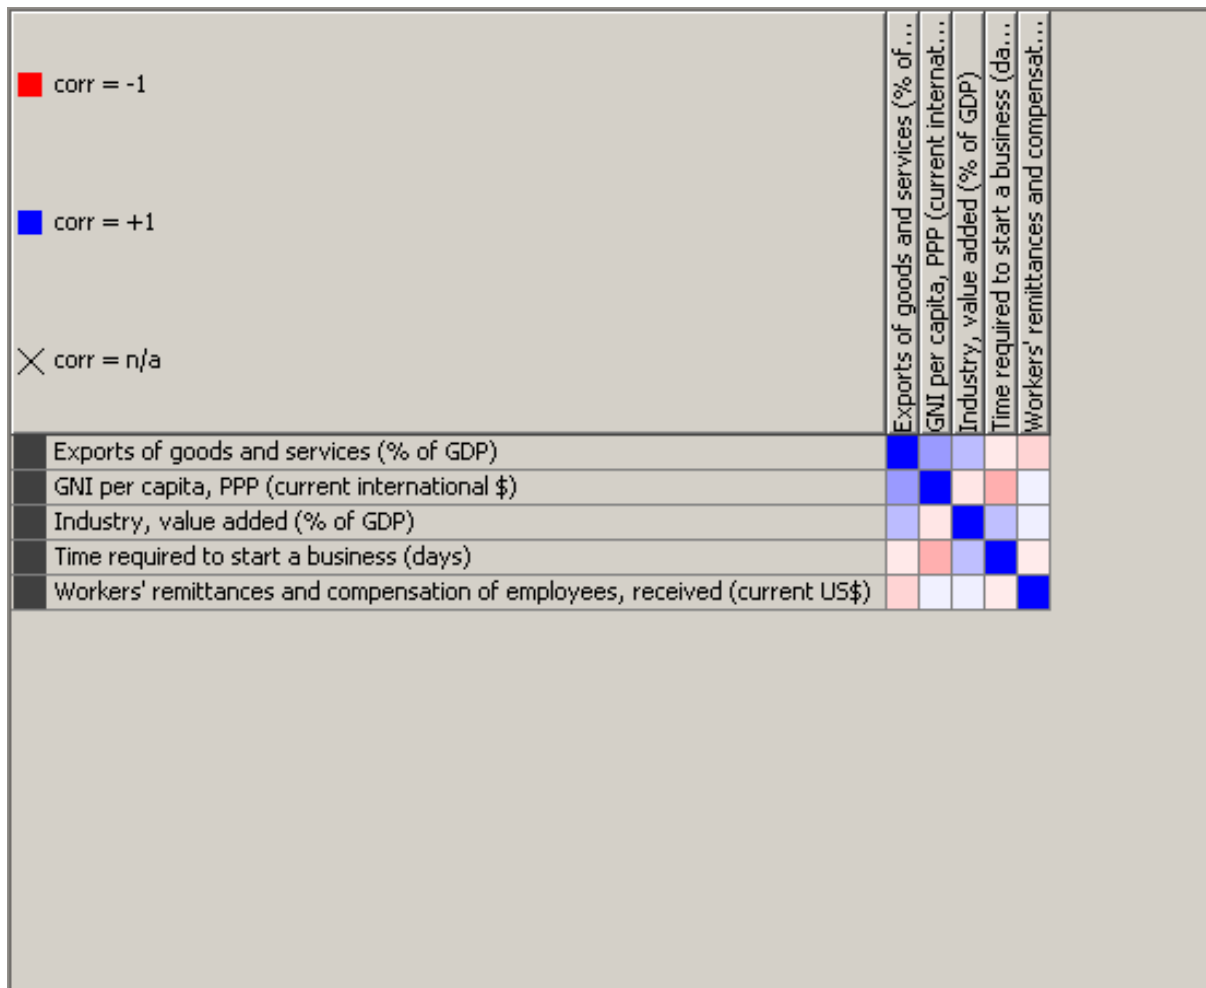 corr = -1
corr = +1
corr = n/a
Exports of goods and services (% of...
GNI per capita, PPP (current internat...
Industry, value added (% of GDP)
Time required to start a business (da...
Workers' remittances and compensat...
Exports of goods and services (% of GDP)
GNI per capita, PPP (current international $)
Industry, value added (% of GDP)
Time required to start a business (days)
Workers' remittances and compensation of employees, received (current US$)